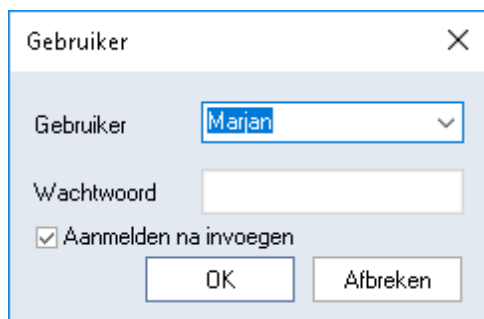 Gebruiker
Gebruiker Marjan
Wachtwoord
Aanmelden na invoegen
OK Afbreken